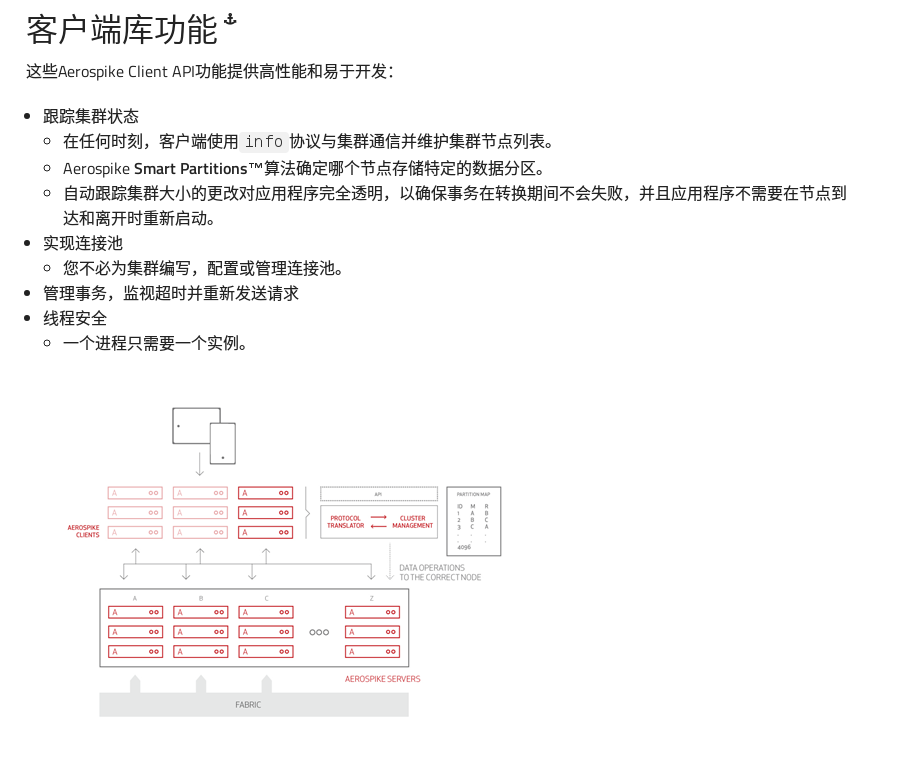 客户端库功能
这些Aerospike Client API功能提供高性能和易于开发：
跟踪集群状态
在任何时刻，客户端使用 info 协议与集群通信并维护集群节点列表。
Aerospike Smart Partitions™算法确定哪个节点存储特定的数据分区。
自动跟踪集群大小的更改对应用程序完全透明，以确保事务在转换期间不会失败，并且应用程序不需要在节点到
达和离开时重新启动。
实现连接池
您不必为集群编写，配置或管理连接池。
管理事务，监视超时并重新发送请求
线程安全
一个进程只需要一个实例。
A A A
A A A
A A A
AEROSPIKE
CLIENTS
API
PROTOCOL
TRANSLATOR
CLUSTER
MANAGEMENT
PARTITION MAP
ID M R
1 A B
2 B C
3 C A
. . .
. . .
4096
DATA OPERATIONS
TO THE CORRECT NODE
A B C Z
A A A A
A A A A
A A A A
AEROSPIKE SERVERS
FABRIC